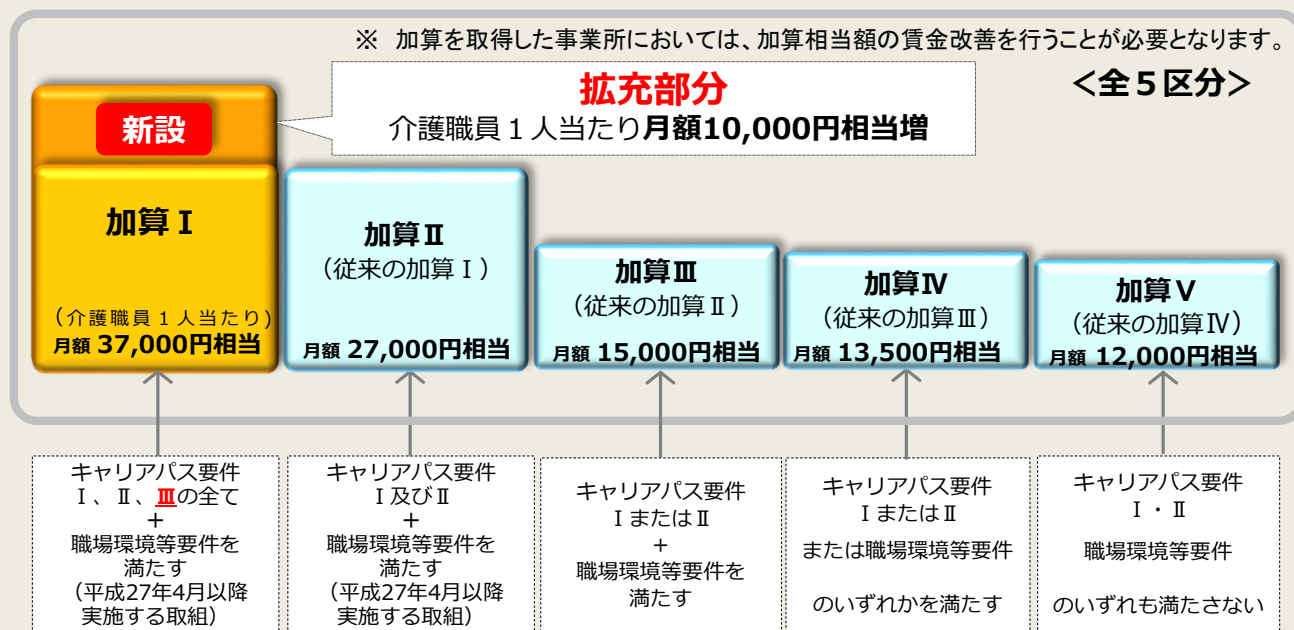 ※ 加算を取得した事業所においては、加算相当額の賃金改善を行うことが必要となります。
＜全５区分＞
拡充部分
介護職員１人当たり月額10,000円相当増
新設
加算Ⅰ
（介護職員１人当たり）
月額 37,000円相当
加算Ⅱ
（従来の加算Ⅰ）
月額 27,000円相当
加算Ⅲ
（従来の加算Ⅱ）
月額 15,000円相当
加算Ⅳ
（従来の加算Ⅲ）
月額 13,500円相当
加算Ⅴ
（従来の加算Ⅳ）
月額 12,000円相当
キャリアパス要件
Ⅰ、Ⅱ、Ⅲの全て
+
職場環境等要件を
満たす
（平成27年4月以降
実施する取組）
キャリアパス要件
Ⅰ及びⅡ
+
職場環境等要件を
満たす
（平成27年4月以降
実施する取組）
キャリアパス要件
ⅠまたはⅡ
+
職場環境等要件を
満たす
キャリアパス要件
ⅠまたはⅡ
または職場環境等要件
のいずれかを満たす
キャリアパス要件
Ⅰ・Ⅱ
職場環境等要件
のいずれも満たさない